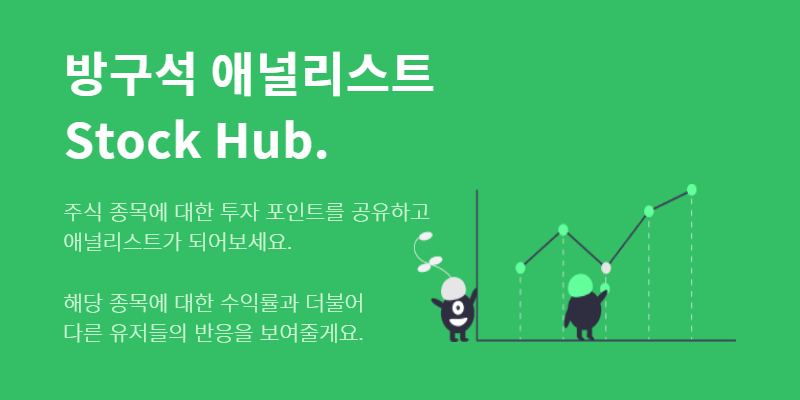 방구석 애널리스트
Stock Hub.
주식 종목에 대한 투자 포인트를 공유하고
애널리스트가 되어보세요.
해당 종목에 대한 수익률과 더불어
다른 유저들의 반응을 보여줄게요.